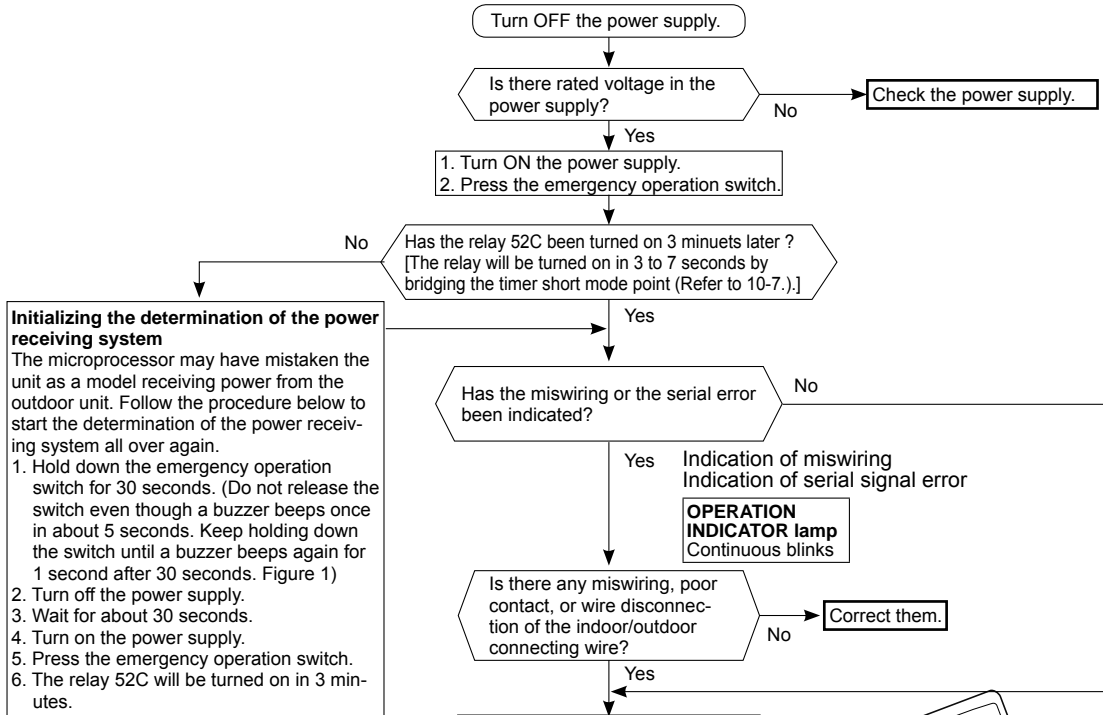 Turn OFF the power supply.
Is there rated voltage in the
power supply?
No
Check the power supply.
Yes
1. Turn ON the power supply.
2. Press the emergency operation switch.
No
Has the relay 52C been turned on 3 minuets later ?
[The relay will be turned on in 3 to 7 seconds by
bridging the timer short mode point (Refer to 10-7.).]
Yes
Initializing the determination of the power
receiving system
The microprocessor may have mistaken the
unit as a model receiving power from the
outdoor unit. Follow the procedure below to
start the determination of the power receiv-
ing system all over again.
1. Hold down the emergency operation
switch for 30 seconds. (Do not release the
switch even though a buzzer beeps once
in about 5 seconds. Keep holding down
the switch until a buzzer beeps again for
1 second after 30 seconds. Figure 1)
2. Turn off the power supply.
3. Wait for about 30 seconds.
4. Turn on the power supply.
5. Press the emergency operation switch.
6. The relay 52C will be turned on in 3 min-
utes.
Has the miswiring or the serial error
been indicated?
No
Yes
Indication of miswiring
Indication of serial signal error
OPERATION
INDICATOR lamp
Continuous blinks
Is there any miswiring, poor
contact, or wire disconnec-
tion of the indoor/outdoor
connecting wire?
No
Correct them.
Yes